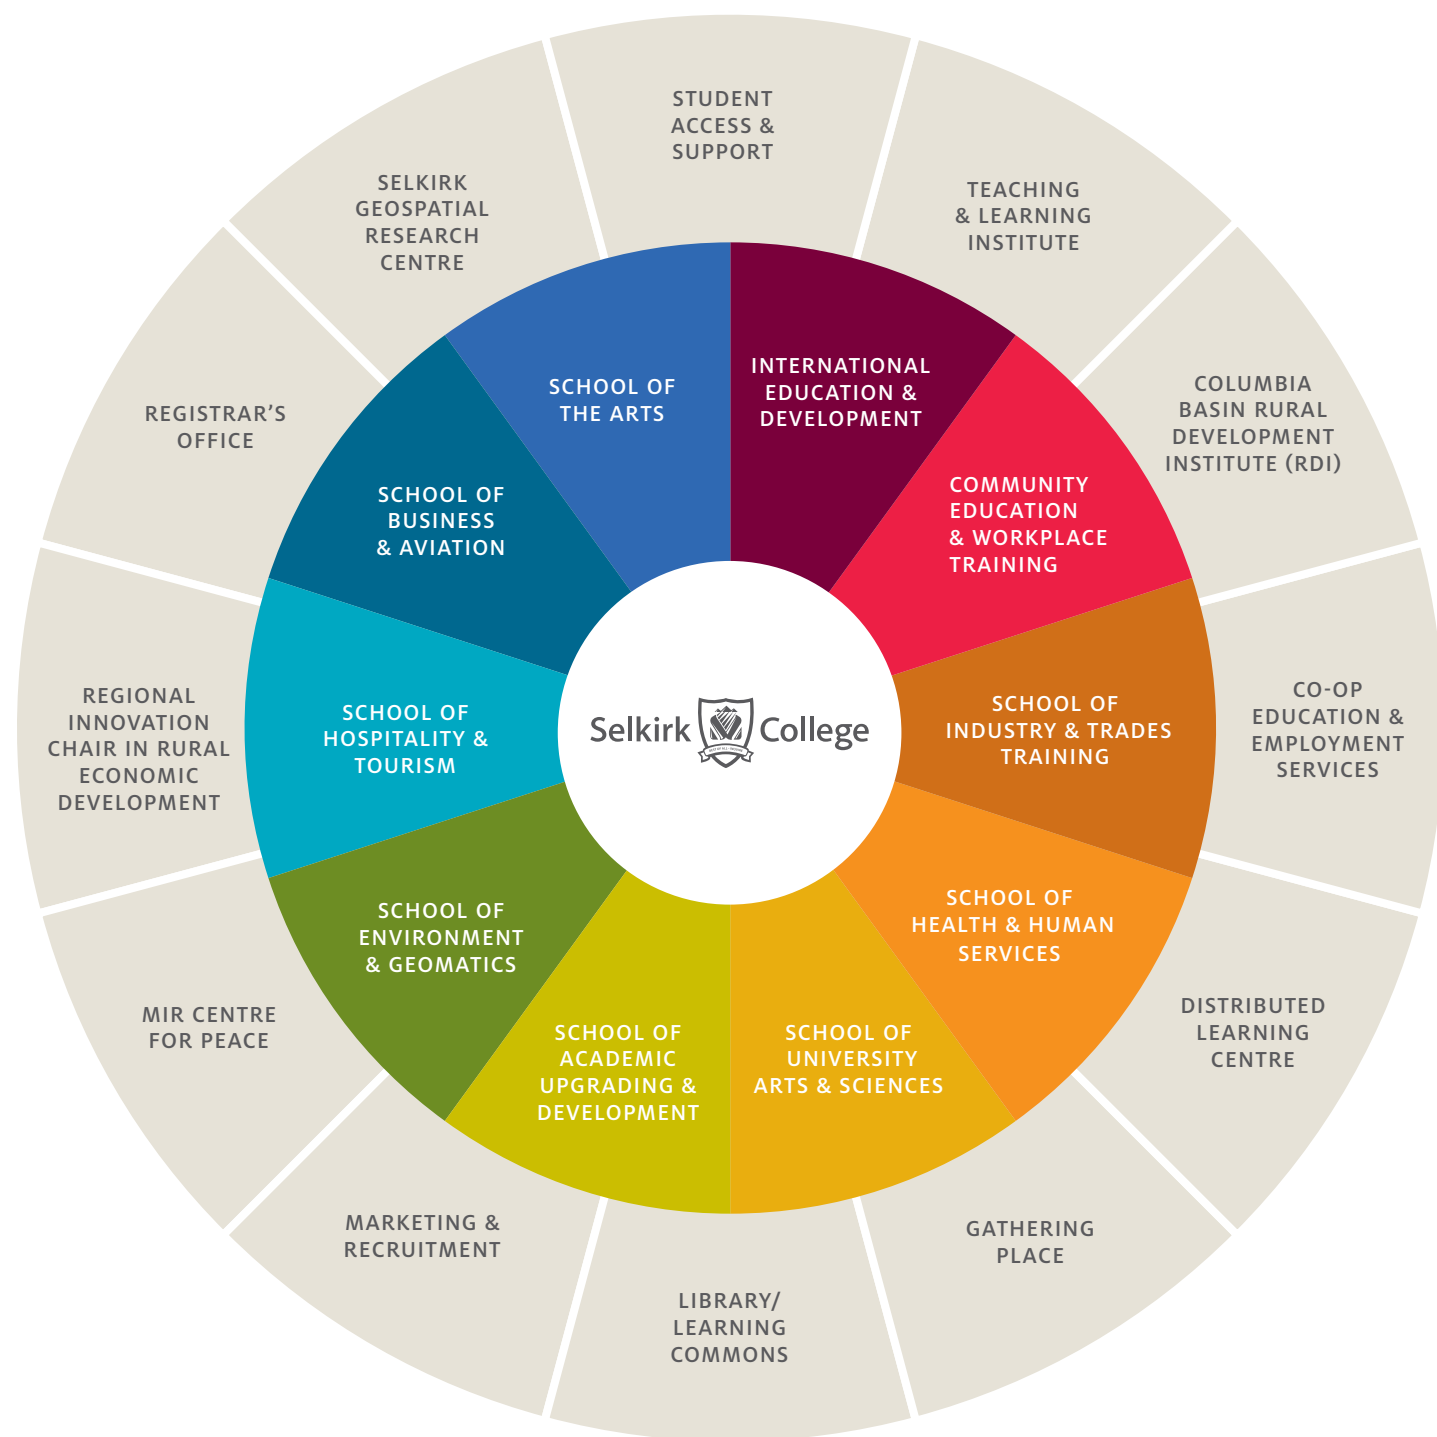 STUDENT
ACCESS &
SUPPORT
TEACHING
& LEARNING
INSTITUTE
COLUMBIA
BASIN RURAL
DEVELOPMENT
INSTITUTE (RDI)
CO-OP
EDUCATION &
EMPLOYMENT
SERVICES
DISTRIBUTED
LEARNING
CENTRE
GATHERING
PLACE
LIBRARY/
LEARNING
COMMONS
MARKETING &
RECRUITMENT
MIR CENTRE
FOR PEACE
REGIONAL
INNOVATION
CHAIR IN RURAL
ECONOMIC
DEVELOPMENT
REGISTRAR’S
OFFICE
SELKIRK
GEOSPATIAL
RESEARCH
CENTRE
INTERNATIONAL
EDUCATION &
DEVELOPMENT
COMMUNITY
EDUCATION
& WORKPLACE
TRAINING
SCHOOL OF
INDUSTRY & TRADES
TRAINING
SCHOOL OF
HEALTH & HUMAN
SERVICES
SCHOOL OF
UNIVERSITY
ARTS & SCIENCES
SCHOOL OF
ACADEMIC
UPGRADING &
DEVELOPMENT
SCHOOL OF
ENVIRONMENT
& GEOMATICS
SCHOOL OF
HOSPITALITY &
TOURISM
SCHOOL OF
BUSINESS
& AVIATION
SCHOOL OF
THE ARTS
Selkirk College